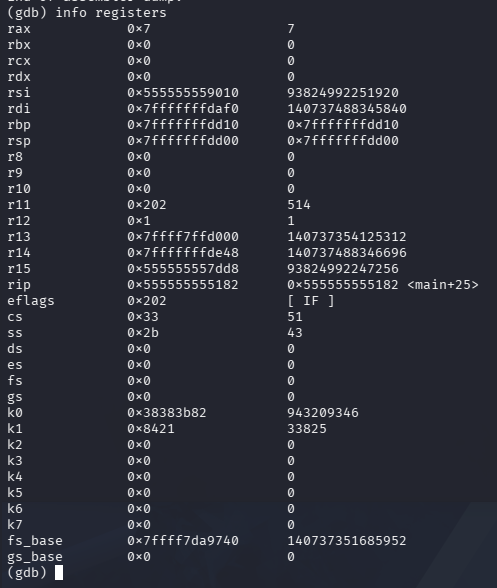 (gdb) info registers
rax 0x7 7
rbx 0x0 0
rcx 0x0 0
rdx 0x0 0
rsi 0x555555559010 93824992251920
rdi 0x7fffffffdaf0 140737488345840
rbp 0x7fffffffdd10 0x7fffffffdd10
rsp 0x7fffffffdd00 0x7fffffffdd00
r8 0x0 0
r9 0x0 0
r10 0x0 0
r11 0x202 514
r12 0x1 1
r13 0x7ffff7ffd000 140737354125312
r14 0x7fffffffde48 140737488346696
r15 0x555555557dd8 93824992247256
rip 0x555555555182 0x555555555182 <main+25>
eflags 0x202 [ IF ]
cs 0x33 51
ss 0x2b 43
ds 0x0 0
es 0x0 0
fs 0x0 0
gs 0x0 0
k0 0x38383b82 943209346
k1 0x8421 33825
k2 0x0 0
k3 0x0 0
k4 0x0 0
k5 0x0 0
k6 0x0 0
k7 0x0 0
fs_base 0x7ffff7da9740 140737351685952
gs_base 0x0 0
(gdb)